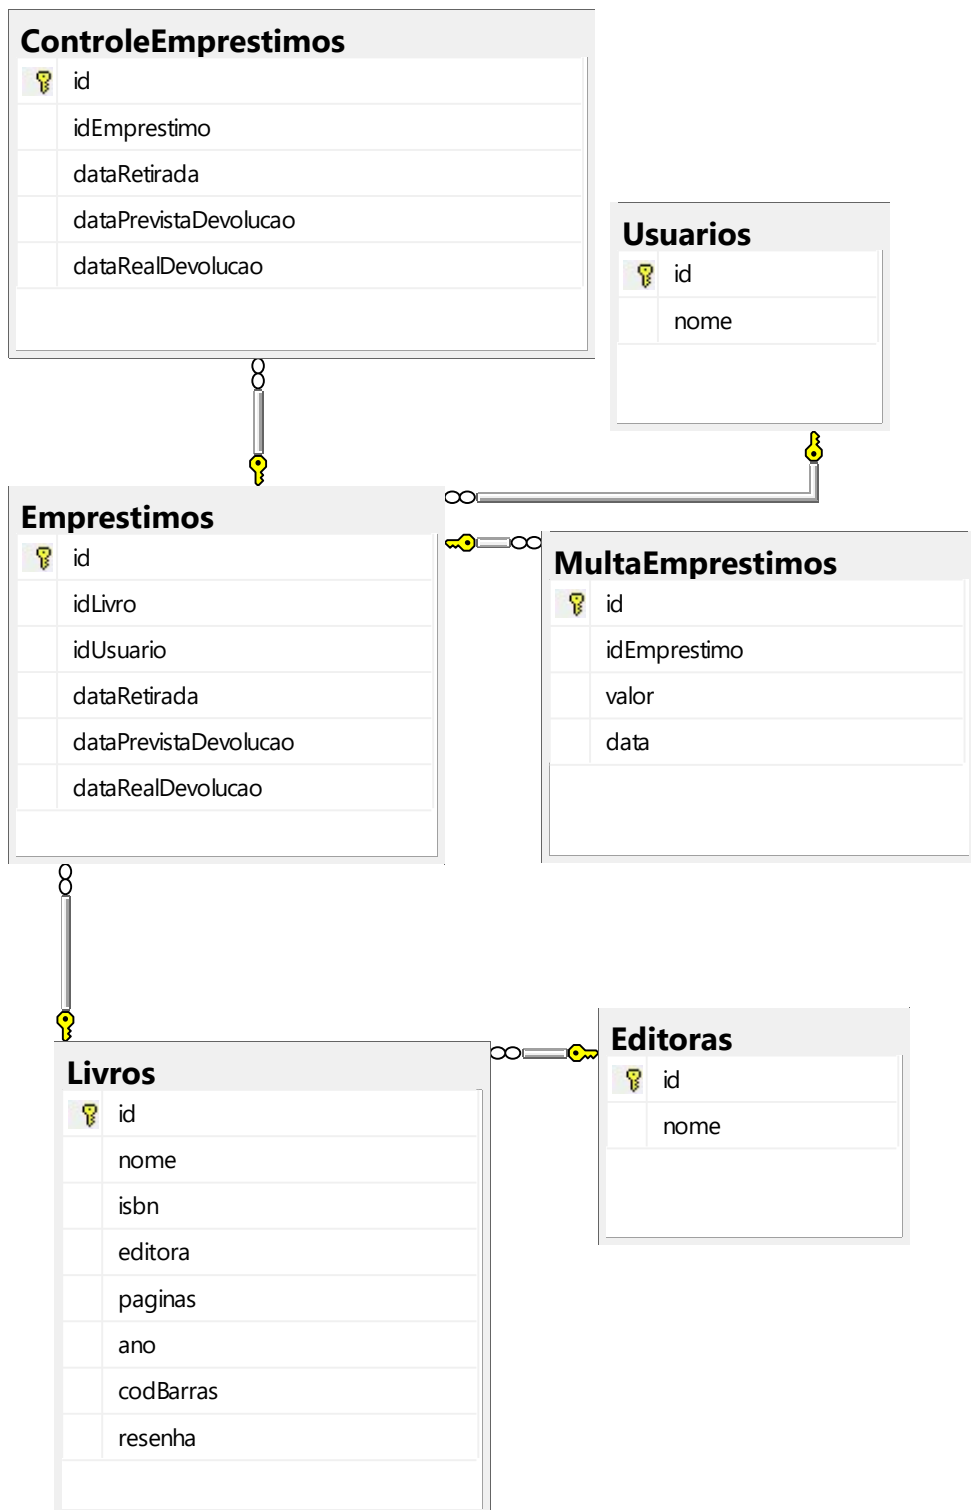 ControleEmprestimos
id
idEmprestimo
dataRetirada
dataPrevistaDevolucao
dataRealDevolucao
Usuarios
id
nome
Emprestimos
id
idLivro
idUsuario
dataRetirada
dataPrevistaDevolucao
dataRealDevolucao
MultaEmprestimos
id
idEmprestimo
valor
data
Livros
id
nome
isbn
editora
paginas
ano
codBarras
resenha
Editoras
id
nome